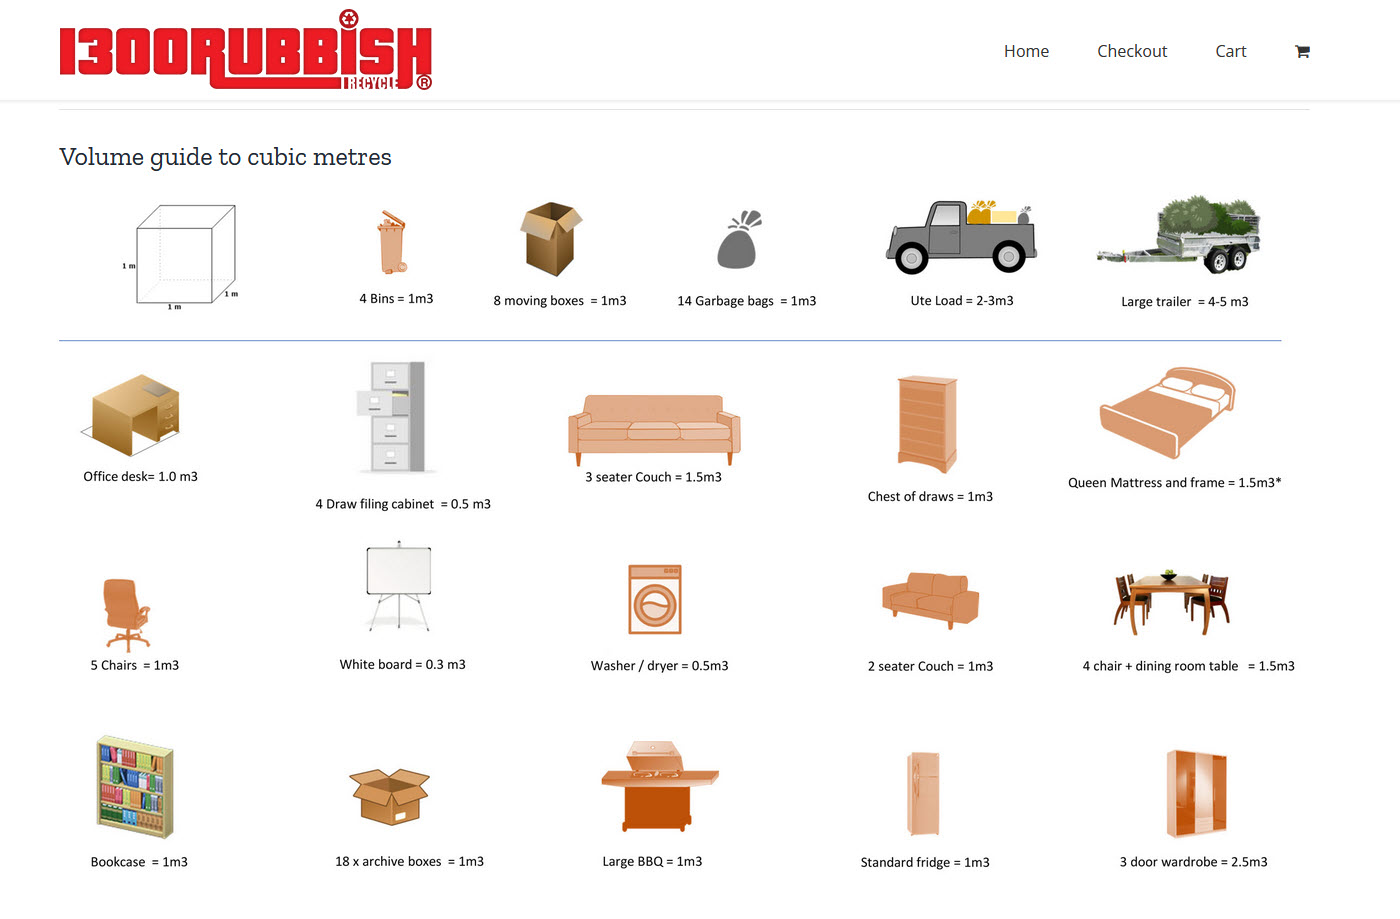 1300RUBBISH
RECYCLE ®
Home Checkout Cart
Volume guide to cubic metres
1 m
1 m
1 m
4 Bins = 1m3
8 moving boxes = 1m3
14 Garbage bags = 1m3
Ute Load = 2-3m3
Large trailer = 4-5 m3
Office desk= 1.0 m3
4 Draw filing cabinet = 0.5 m3
3 seater Couch = 1.5m3
Chest of draws = 1m3
Queen Mattress and frame = 1.5m3*
5 Chairs = 1m3
White board = 0.3 m3
Washer / dryer = 0.5m3
2 seater Couch = 1m3
4 chair + dining room table = 1.5m3
Bookcase = 1m3
18 x archive boxes = 1m3
Large BBQ = 1m3
Standard fridge = 1m3
3 door wardrobe = 2.5m3